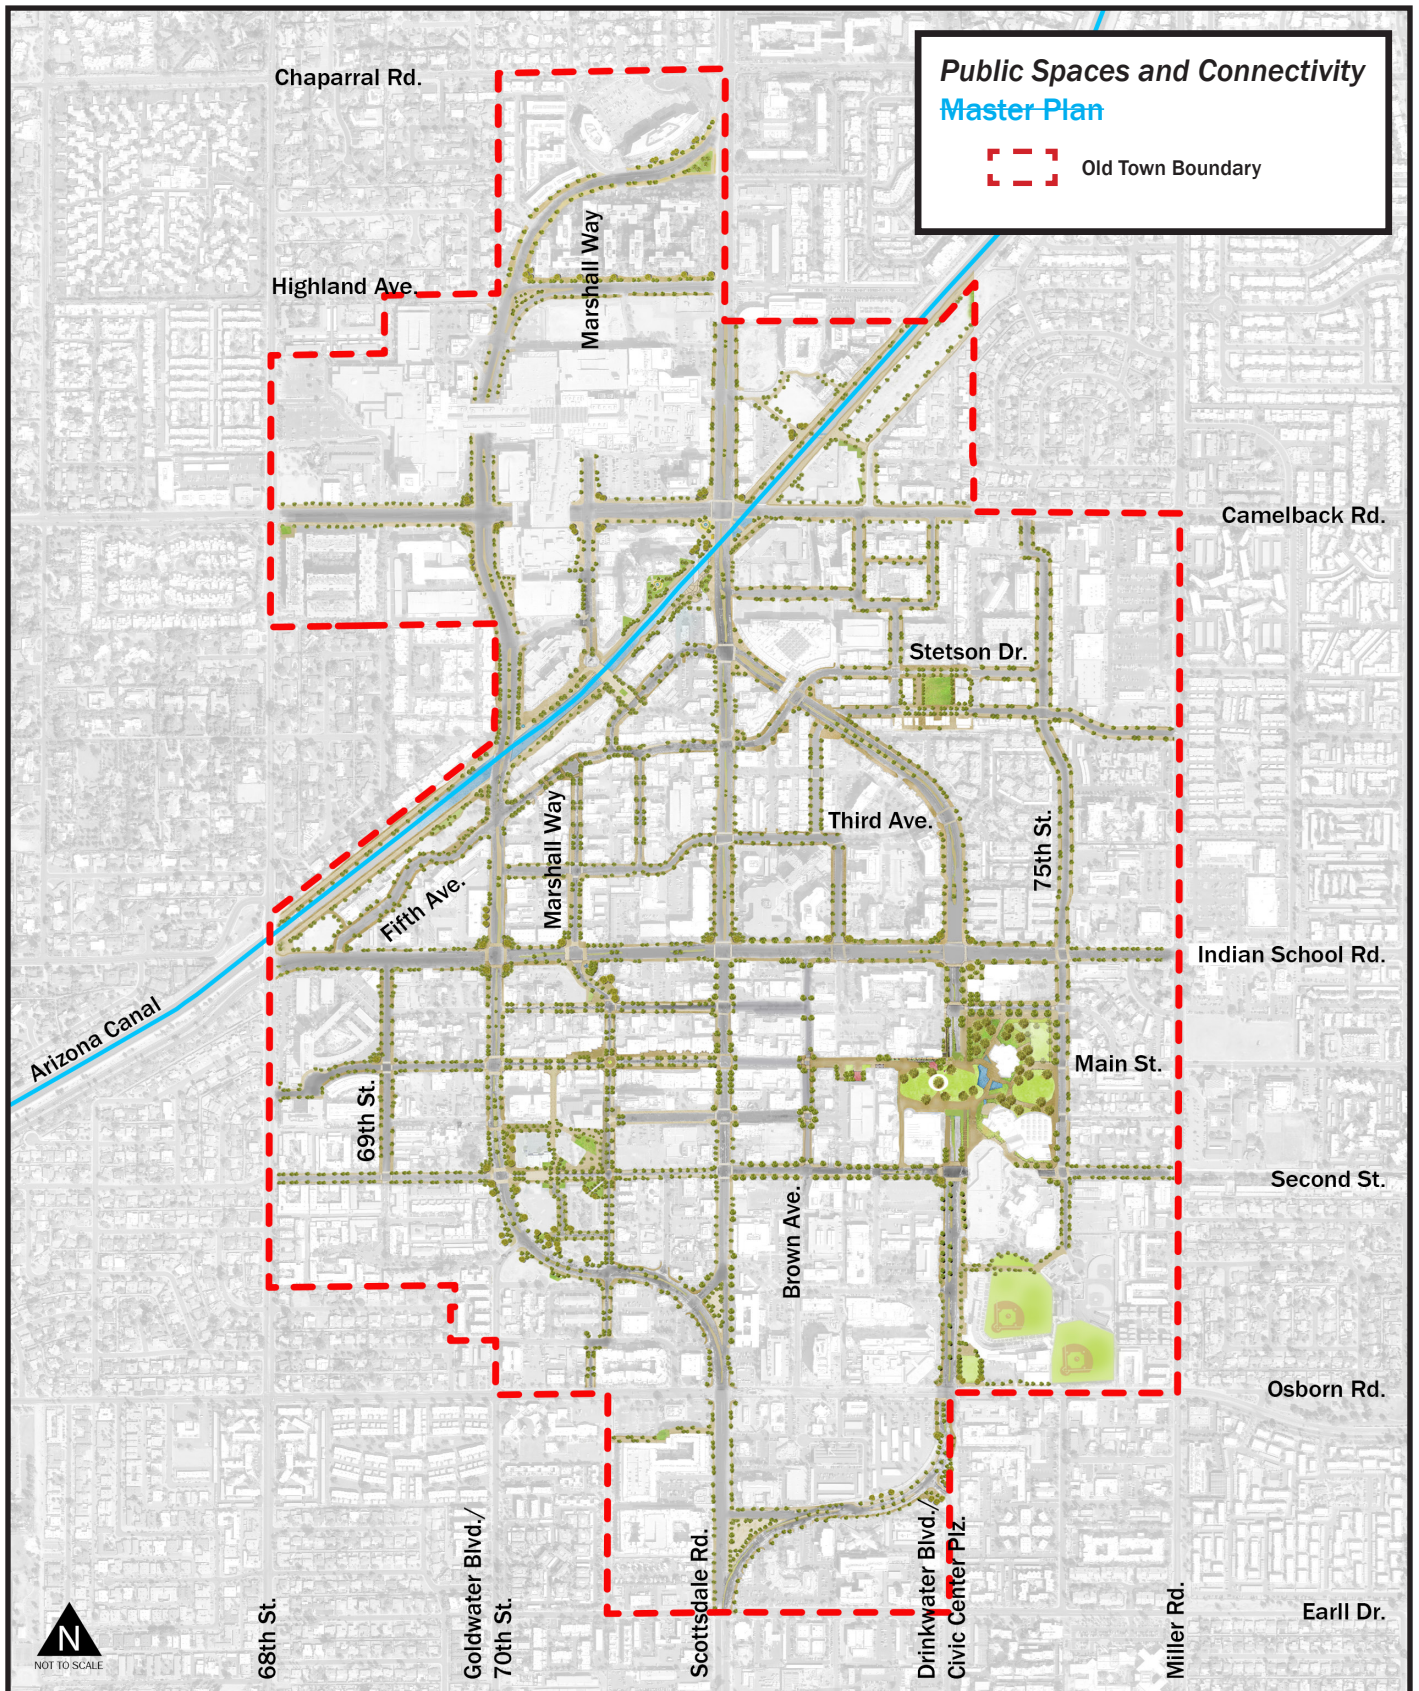 Public Spaces and Connectivity
Master Plan
Old Town Boundary
Chaparral Rd.
Marshall Way
Highland Ave.
Camelback Rd.
Stetson Dr.
Third Ave.
75th St.
Marshall Way
Fifth Ave.
Indian School Rd.
Arizona Canal
Main St.
69th St.
Second St.
Brown Ave.
Osborn Rd.
Goldwater Blvd./
70th St.
Scottsdale Rd.
Drinkwater Blvd./
Civic Center Plz.
68th St.
Miller Rd.
Earll Dr.
N
NOT TO SCALE